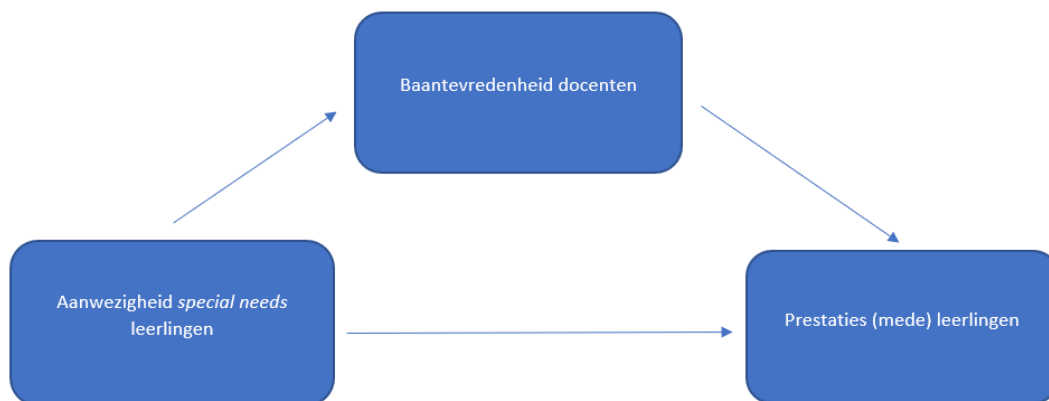 Baantevredenheid docenten
Aanwezigheid special needs
leerlingen
Prestaties (mede) leerlingen